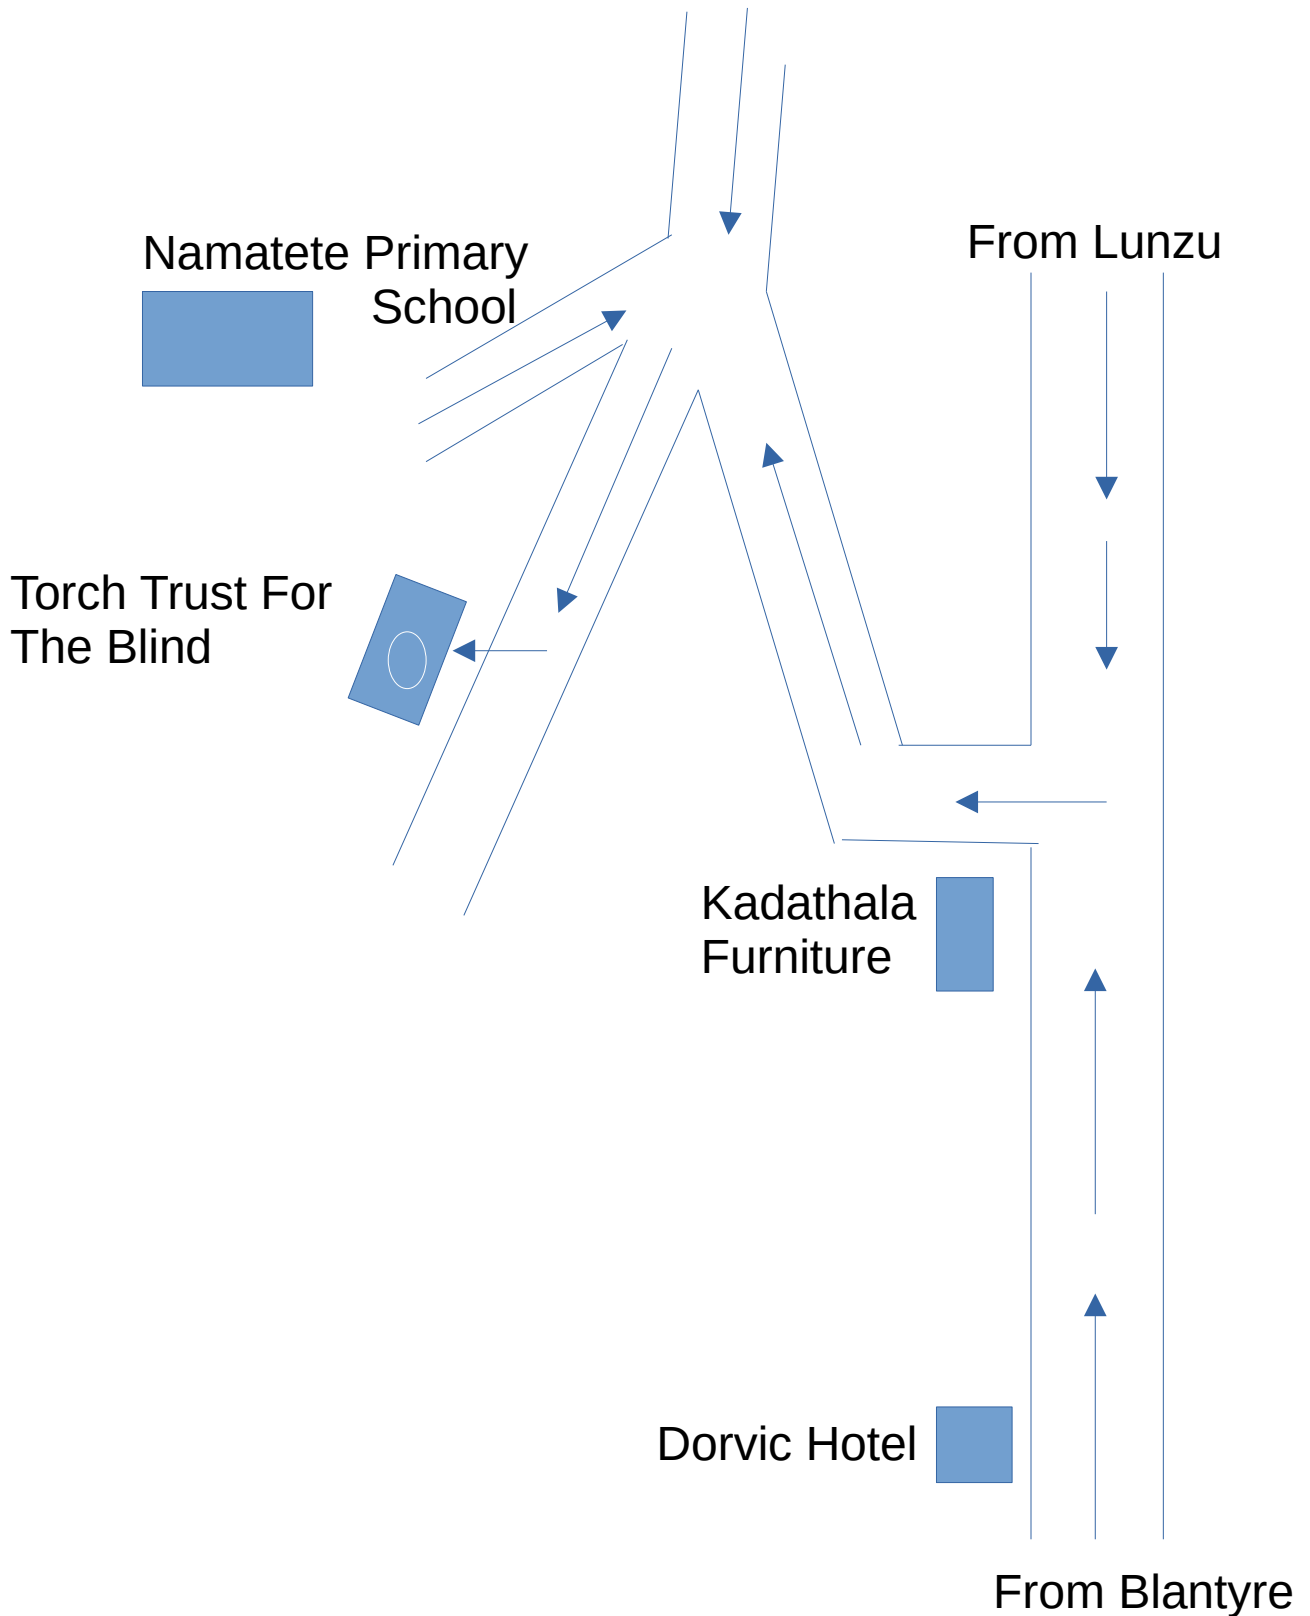 Namatete Primary
School
From Lunzu
Torch Trust For
The Blind
Kadathala
Furniture
Dorvic Hotel
From Blantyre